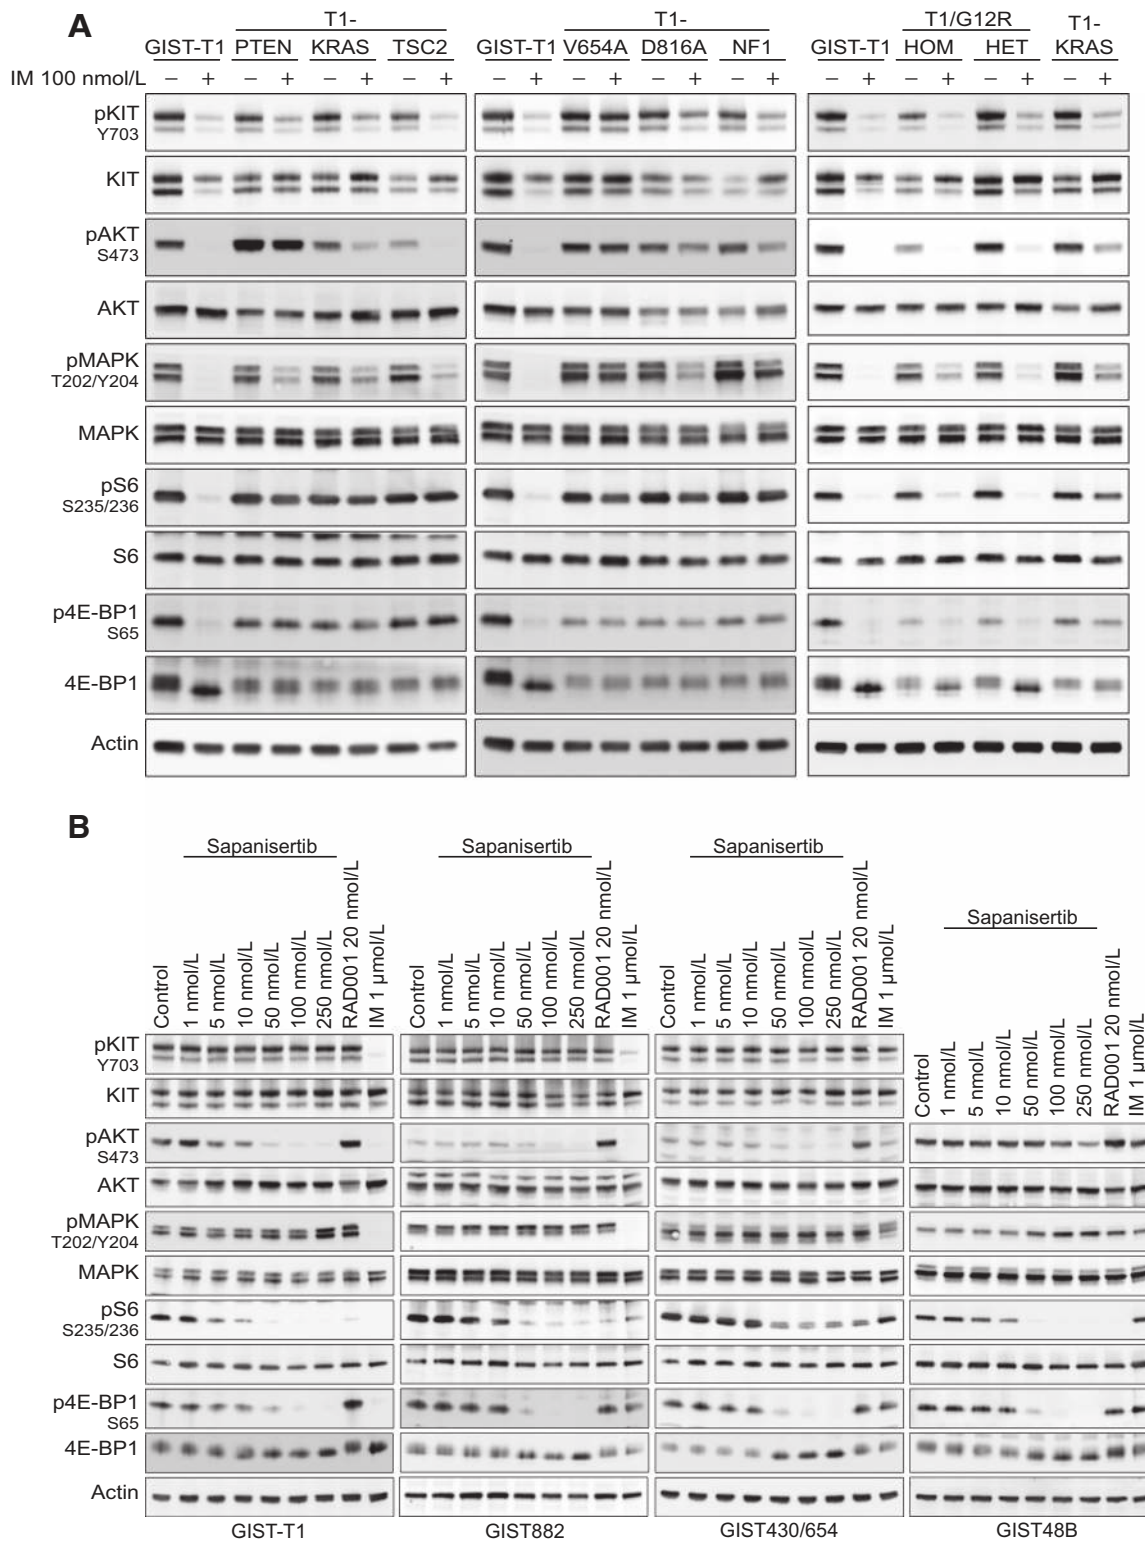 A
T1-
T1-
T1/G12R
T1-
GIST-T1 PTEN KRAS TSC2
GIST-T1 V654A D816A NF1
GIST-T1 HOM HET KRAS
IM 100 nmol/L – + – + – + – +
– + – + – + – +
– + – + – + – +
pKIT
Y703
KIT
pAKT
S473
AKT
pMAPK
T202/Y204
MAPK
pS6
S235/236
S6
p4E-BP1
S65
4E-BP1
Actin
B
Sapanisertib
Sapanisertib
Sapanisertib
Sapanisertib
Control
1 nmol/L
5 nmol/L
10 nmol/L
50 nmol/L
100 nmol/L
250 nmol/L
RAD001 20 nmol/L
IM 1 μmol/L
Control
1 nmol/L
5 nmol/L
10 nmol/L
50 nmol/L
100 nmol/L
250 nmol/L
RAD001 20 nmol/L
IM 1 μmol/L
Control
1 nmol/L
5 nmol/L
10 nmol/L
50 nmol/L
100 nmol/L
250 nmol/L
RAD001 20 nmol/L
IM 1 μmol/L
Control
1 nmol/L
5 nmol/L
10 nmol/L
50 nmol/L
100 nmol/L
250 nmol/L
RAD001 20 nmol/L
IM 1 μmol/L
pKIT
Y703
KIT
pAKT
S473
AKT
pMAPK
T202/Y204
MAPK
pS6
S235/236
S6
p4E-BP1
S65
4E-BP1
Actin
GIST-T1
GIST882
GIST430/654
GIST48B